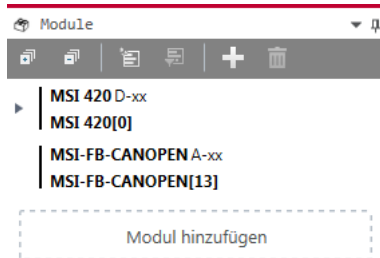 Module
MSI 420 D-xx
MSI 420[0]
MSI-FB-CANOPEN A-xx
MSI-FB-CANOPEN[13]
Modul hinzufügen